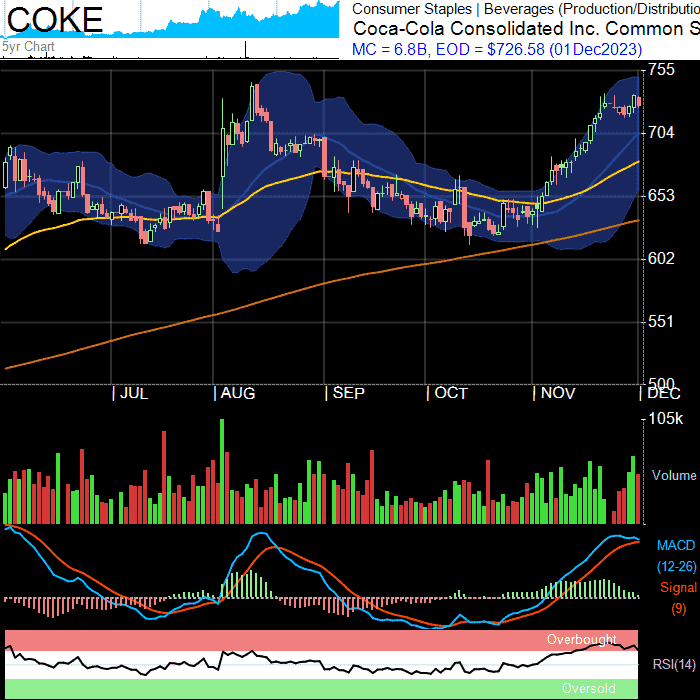 COKE
5yr Chart
Consumer Staples | Beverages (Production/Distributio
Coca-Cola Consolidated Inc. Common S
MC = 6.8B, EOD = $726.58 (01Dec2023)
755
704
653
602
551
500
JUL AUG SEP OCT NOV DEC
105k
Volume
MACD
(12-26)
Signal
(9)
Overbought
RSI(14)
Oversold